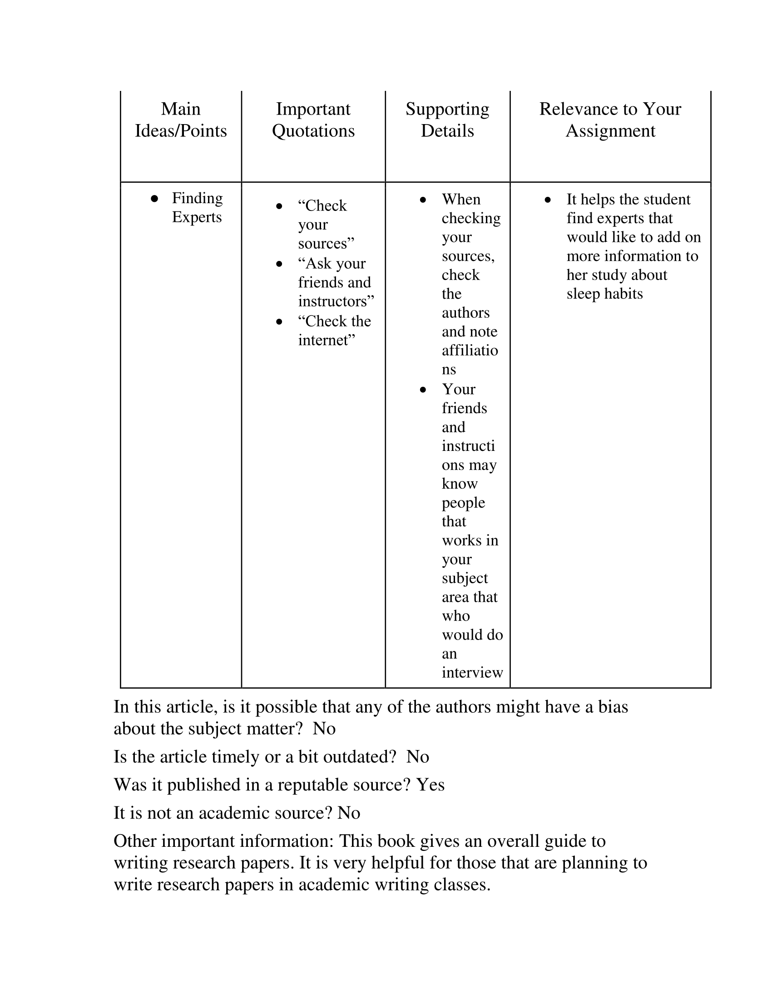 Main
Ideas/Points
Important
Quotations
Supporting
Details
Relevance to Your
Assignment
● Finding
Experts
● “Check
your
sources”
● “Ask your
friends and
instructors”
● “Check the
internet”
● When
checking
your
sources,
check
the
authors
and note
affiliatio
ns
● Your
friends
and
instructi
ons may
know
people
that
works in
your
subject
area that
who
would do
an
interview
● It helps the student
find experts that
would like to add on
more information to
her study about
sleep habits
In this article, is it possible that any of the authors might have a bias
about the subject matter?  No
Is the article timely or a bit outdated?  No
Was it published in a reputable source? Yes
It is not an academic source? No
Other important information: This book gives an overall guide to
writing research papers. It is very helpful for those that are planning to
write research papers in academic writing classes.